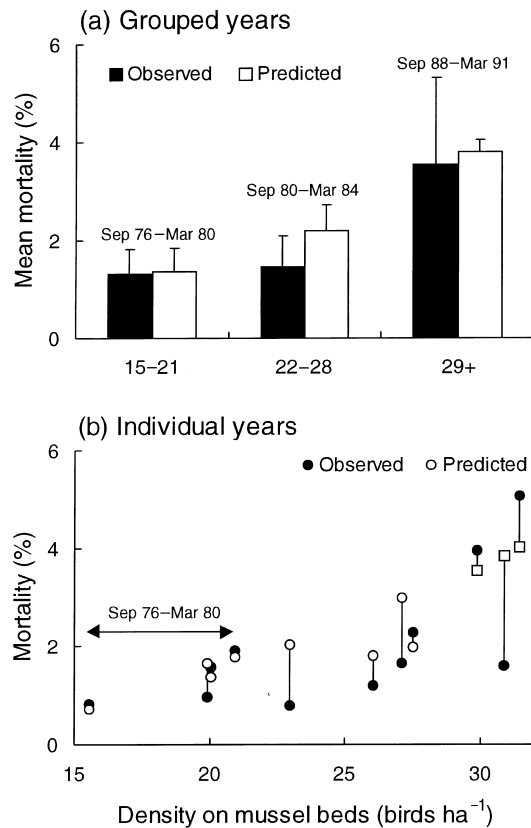 (a) Grouped years
6
Observed
Predicted
Sep 88–Mar 91
4
Sep 80–Mar 84
2
Sep 76–Mar 80
0
Mean mortality (%)
15–21
22–28
29+
(b) Individual years
6
Observed
Predicted
4
Sep 76–Mar 80
2
0
Mortality (%)
15
20
25
30
Density on mussel beds (birds ha⁻¹)